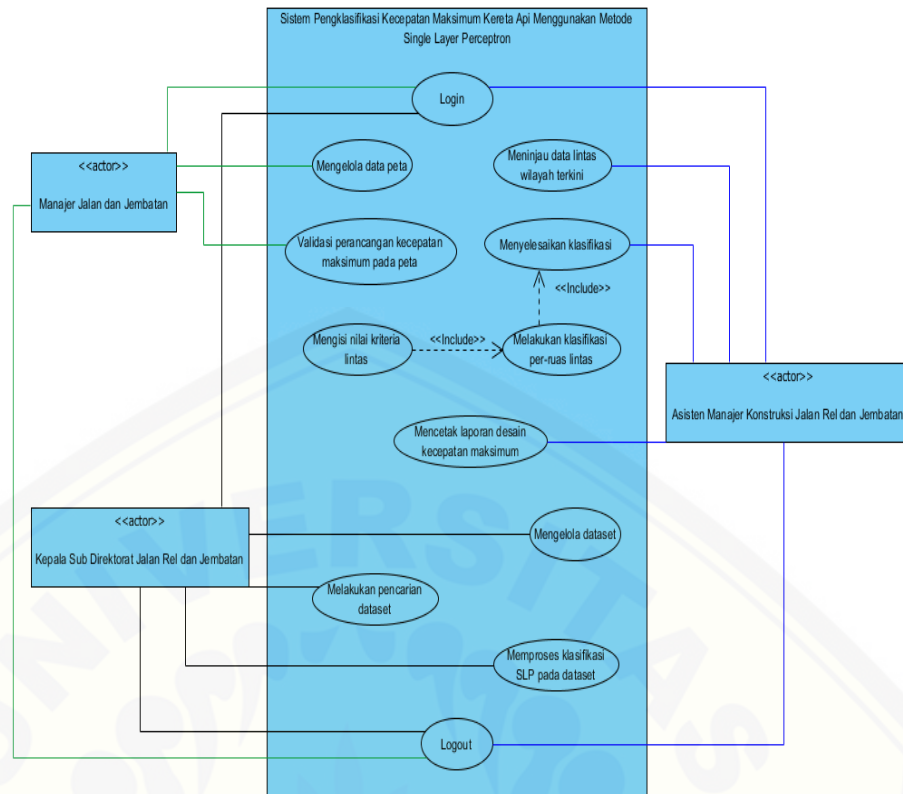 Sistem Pengklasifikasi Kecepatan Maksimum Kereta Api Menggunakan Metode
Single Layer Perceptron
Login
<<actor>>
Manajer Jalan dan Jembatan
Mengelola data peta
Meninjau data lintas
wilayah terkini
Validasi perancangan kecepatan
maksimum pada peta
Menyelesaikan klasifikasi
<<Include>>
Mengisi nilai kriteria
lintas
<<Include>>
Melakukan klasifikasi
per-ruas lintas
<<actor>>
Asisten Manajer Konstruksi Jalan Rel dan Jembatan
Mencetak laporan desain
kecepatan maksimum
<<actor>>
Kepala Sub Direktorat Jalan Rel dan Jembatan
Mengelola dataset
Melakukan pencarian
dataset
Memproses klasifikasi
SLP pada dataset
Logout
UNIVERSITAS